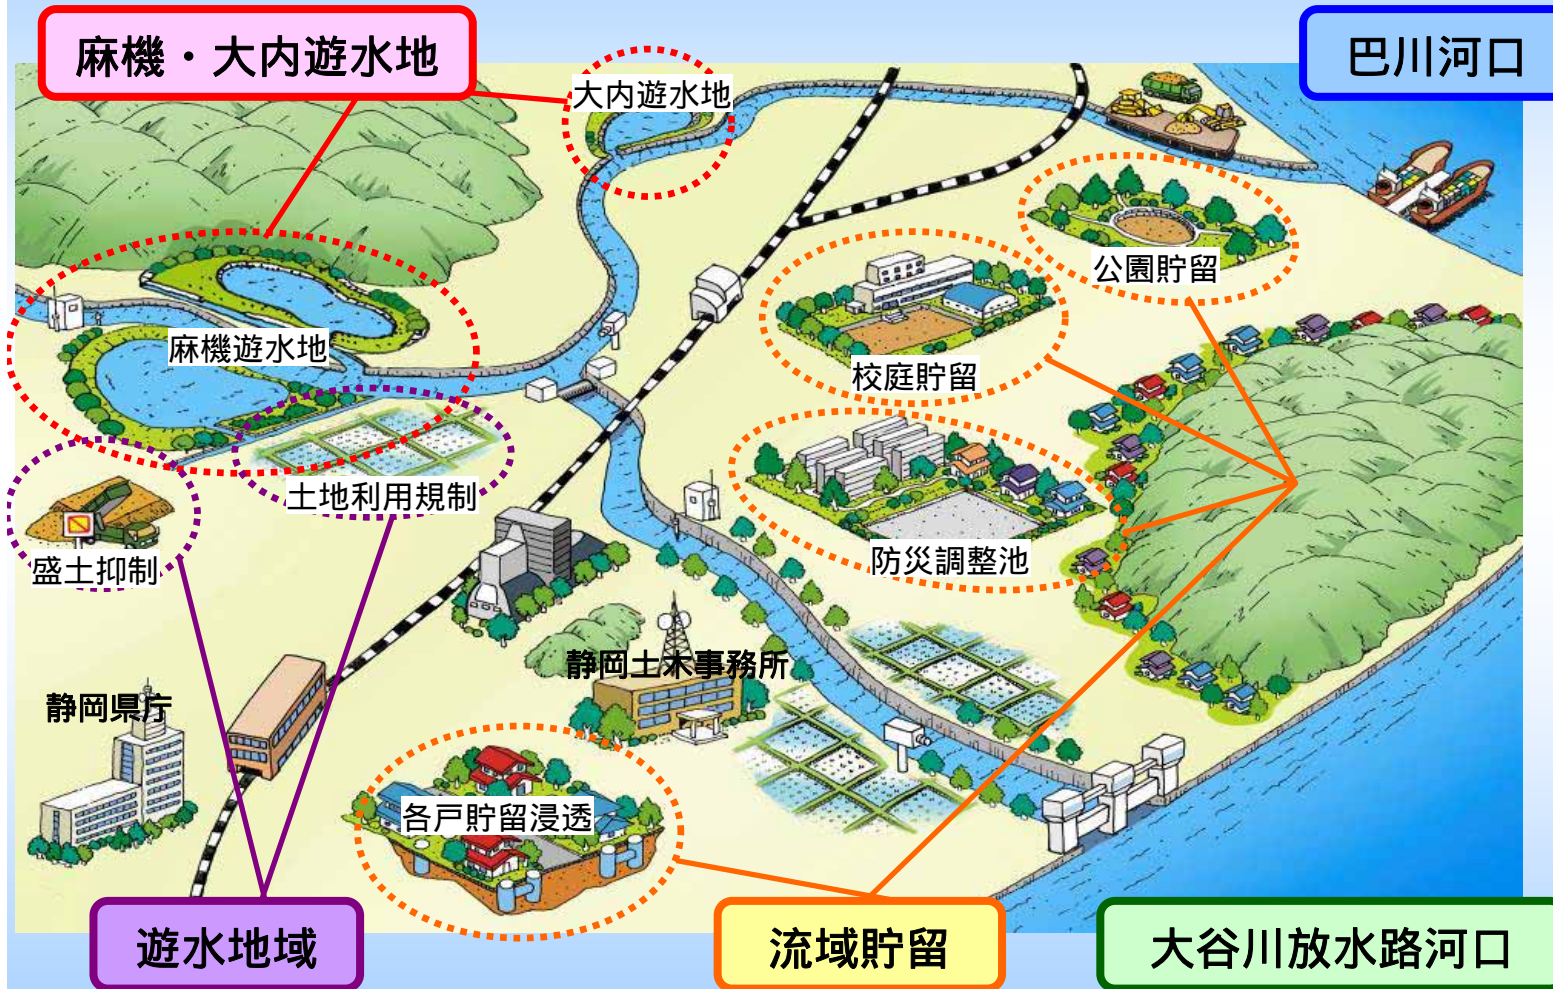 麻機・大内遊水地
巴川河口
大内遊水地
公園貯留
麻機遊水地
校庭貯留
土地利用規制
防災調整池
盛土抑制
静岡土木事務所
静岡県庁
各戸貯留浸透
遊水地域
流域貯留
大谷川放水路河口